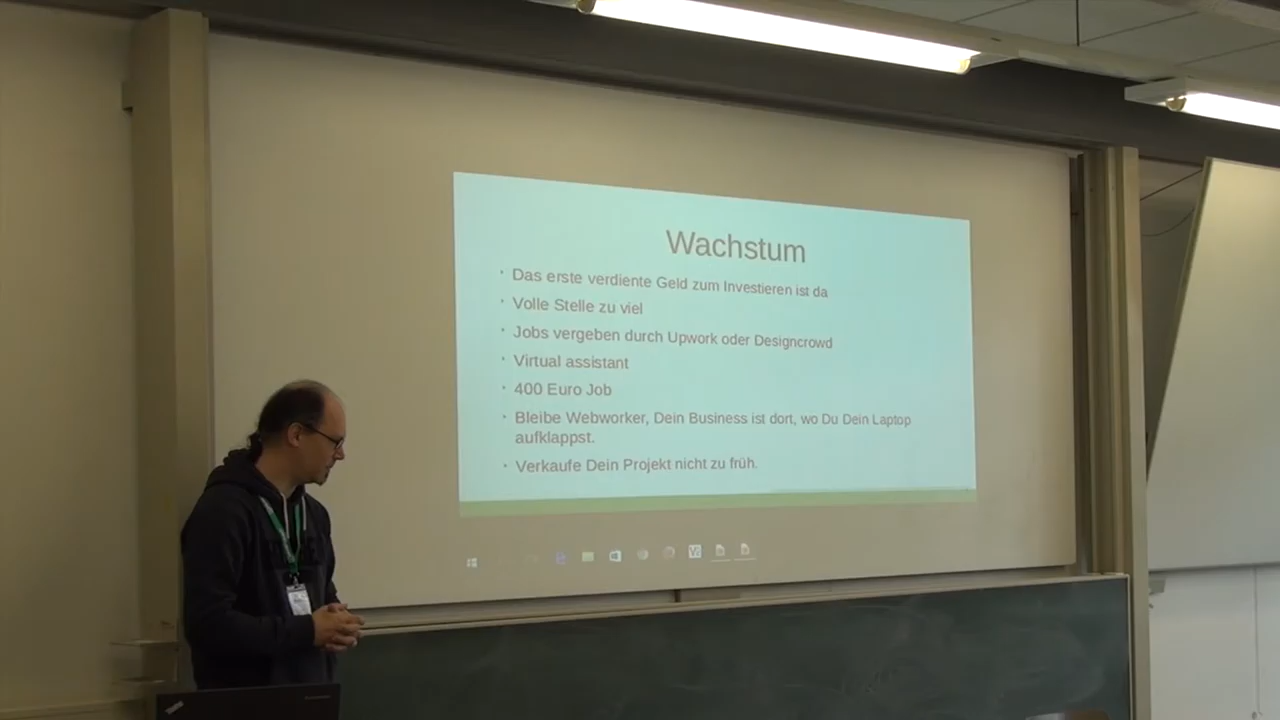 Wachstum
Das erste verdiente Geld zum Investieren ist da
Volle Stelle zu viel
Jobs vergeben durch Upwork oder Designcrowd
Virtual assistant
400 Euro Job
Bleibe Webworker, Dein Business ist dort, wo Du Dein Laptop
aufklappst.
Verkaufe Dein Projekt nicht zu früh.